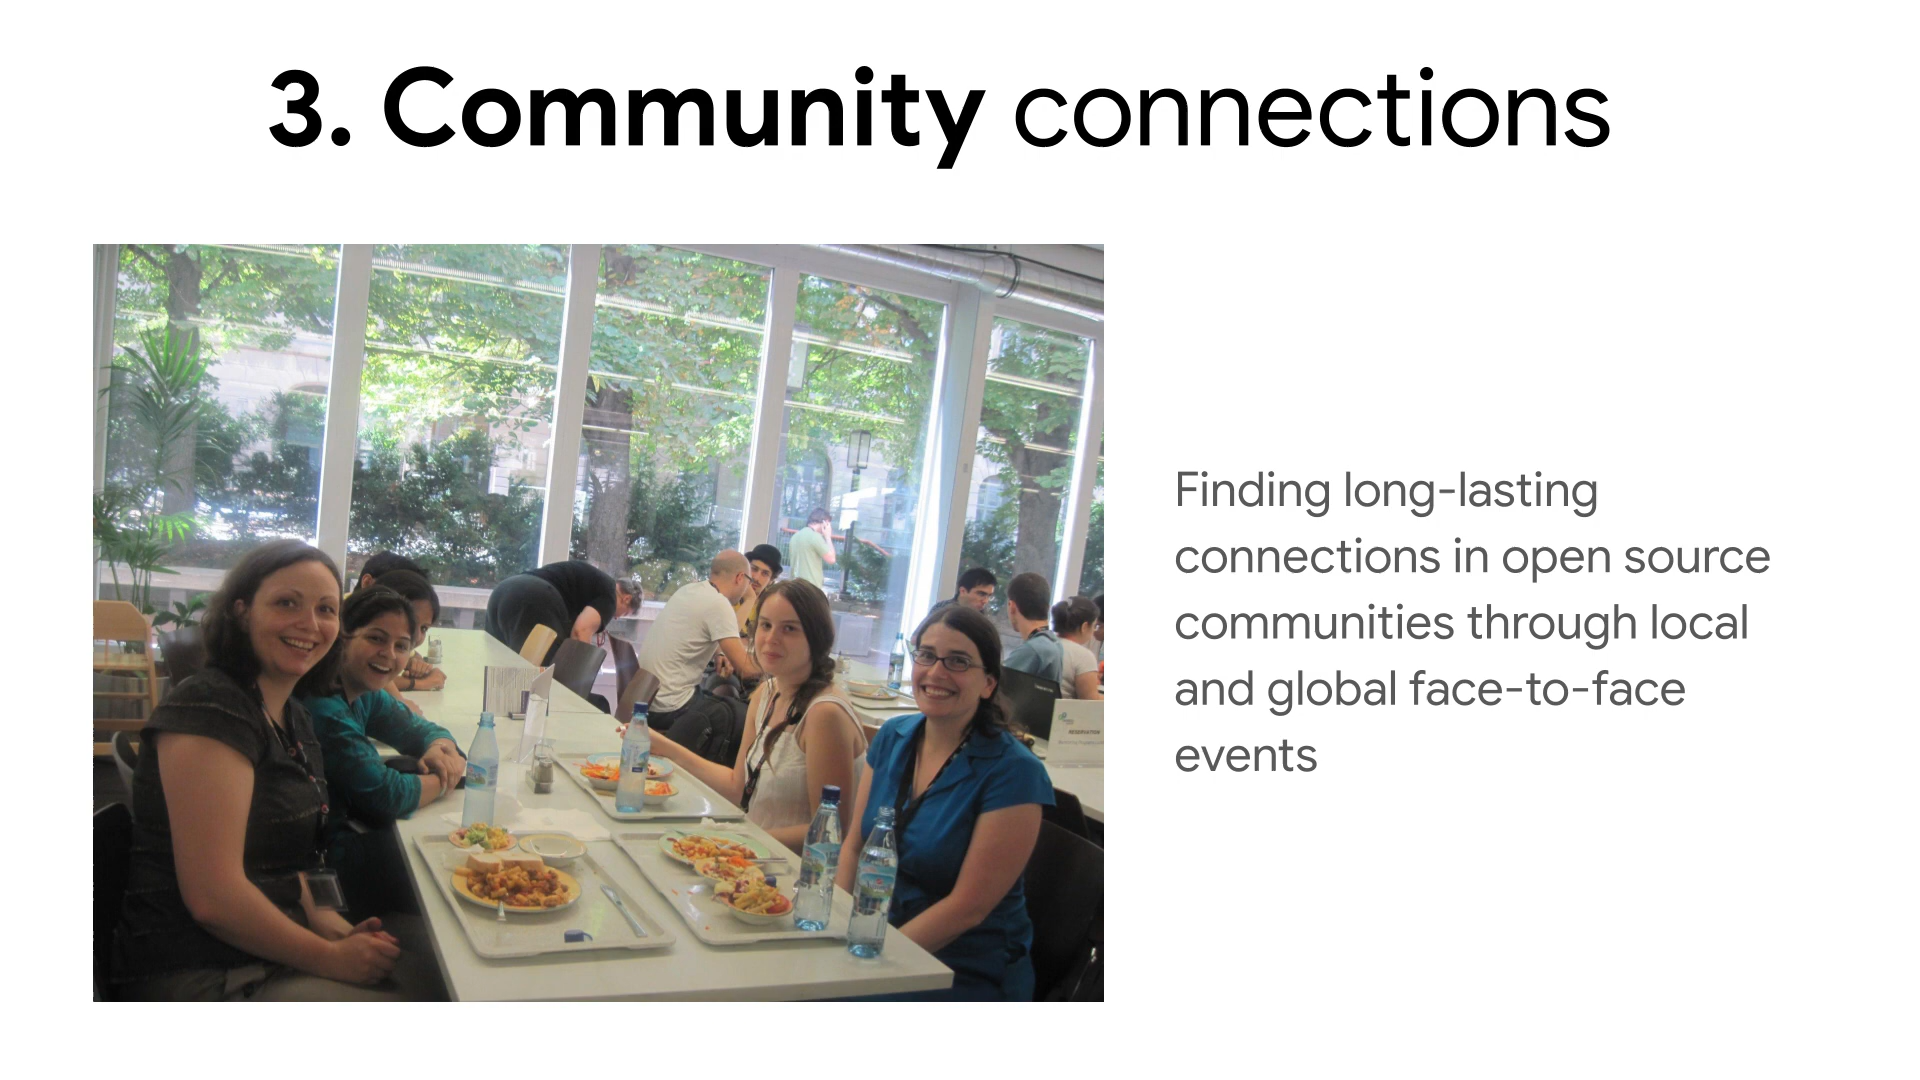 3. Community connections
Finding long-lasting
connections in open source
communities through local
and global face-to-face
events
RESERVATION